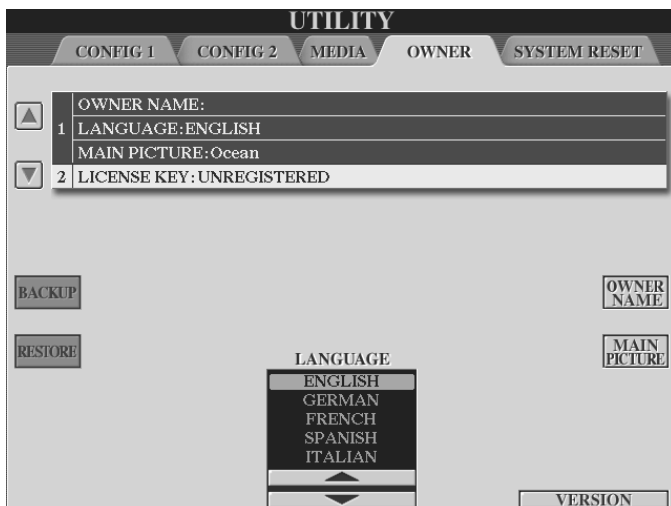 UTILITY
CONFIG 1 CONFIG 2 MEDIA OWNER SYSTEM RESET
OWNER NAME:
1 LANGUAGE:ENGLISH
MAIN PICTURE:Ocean
2 LICENSE KEY:UNREGISTERED
BACKUP
OWNER
NAME
RESTORE
MAIN
PICTURE
LANGUAGE
ENGLISH
GERMAN
FRENCH
SPANISH
ITALIAN
VERSION